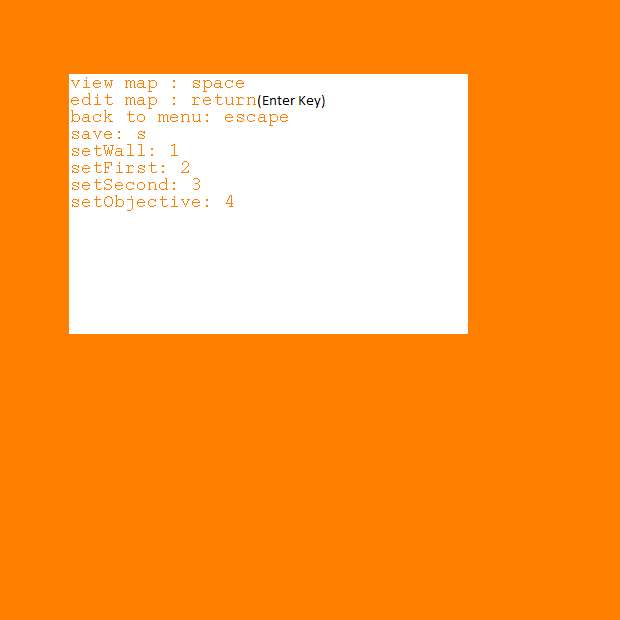 view map : space
edit map : return(Enter Key)
back to menu: escape
save: s
setWall: 1
setFirst: 2
setSecond: 3
setObjective: 4